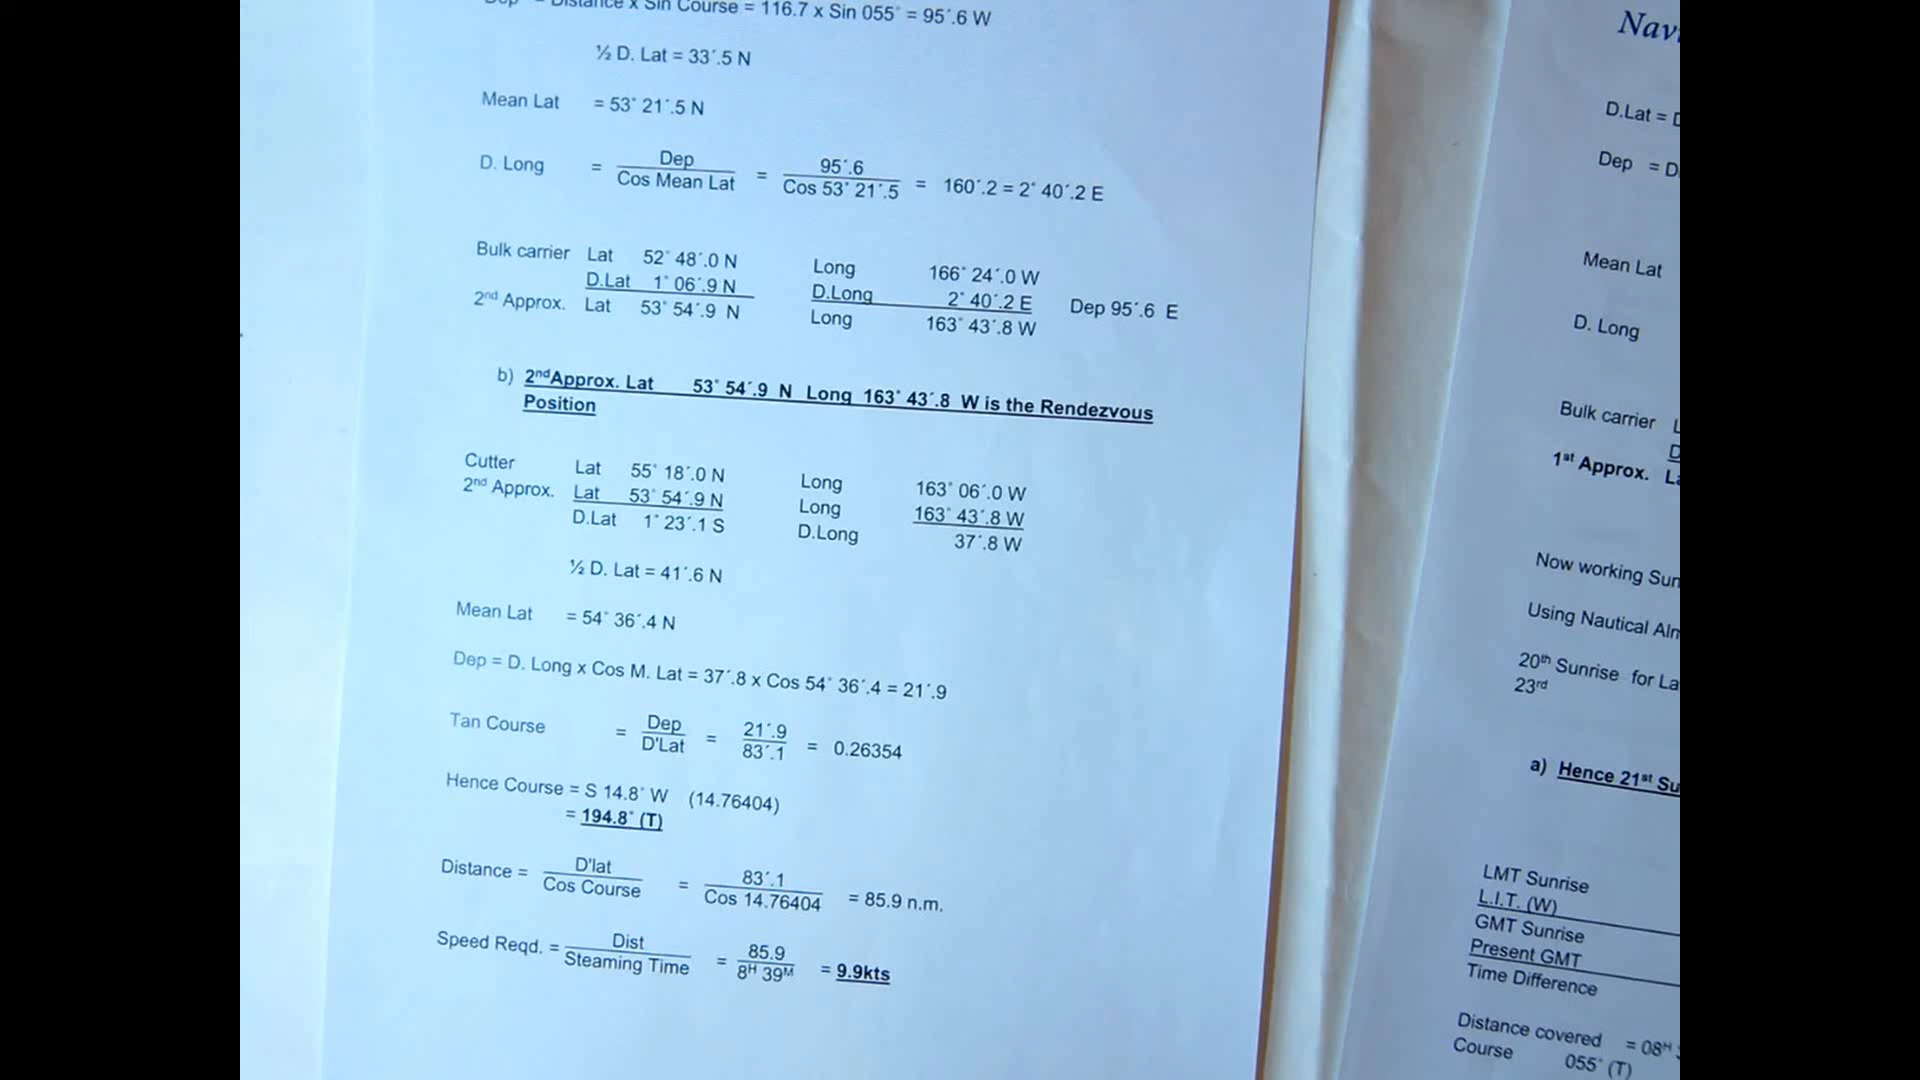 Dep = Distance x Sin Course = 116.7 x Sin 055° = 95´.6 W
½ D. Lat = 33´.5 N
Mean Lat = 53° 21´.5 N
D. Long = Dep / Cos Mean Lat = 95´.6 / Cos 53° 21´.5 = 160´.2 = 2° 40´.2 E
Bulk carrier Lat 52° 48´.0 N Long 166° 24´.0 W
D.Lat 1° 06´.9 N D.Long 2° 40´.2 E Dep 95´.6 E
2nd Approx. Lat 53° 54´.9 N Long 163° 43´.8 W
b) 2nd Approx. Lat 53° 54´.9 N Long 163° 43´.8 W is the Rendezvous
Position
Cutter Lat 55° 18´.0 N Long 163° 06´.0 W
2nd Approx. Lat 53° 54´.9 N Long 163° 43´.8 W
D.Lat 1° 23´.1 S D.Long 37´.8 W
½ D. Lat = 41´.6 N
Mean Lat = 54° 36´.4 N
Dep = D. Long x Cos M. Lat = 37´.8 x Cos 54° 36´.4 = 21´.9
Tan Course = Dep / D'Lat = 21´.9 / 83´.1 = 0.26354
Hence Course = S 14.8° W (14.76404)
= 194.8° (T)
Distance = D'lat / Cos Course = 83´.1 / Cos 14.76404 = 85.9 n.m.
Speed Reqd. = Dist / Steaming Time = 85.9 / 8H 39M = 9.9kts
D.Lat =
Dep =
Mean Lat
D. Long
Bulk carrier
1st Approx.
Now working
Using Nautical
20th Sunrise for
23rd
a) Hence 21st
LMT Sunrise
L.I.T. (W)
GMT Sunrise
Present GMT
Time Difference
Distance covered = 08H
Course 055° (T)